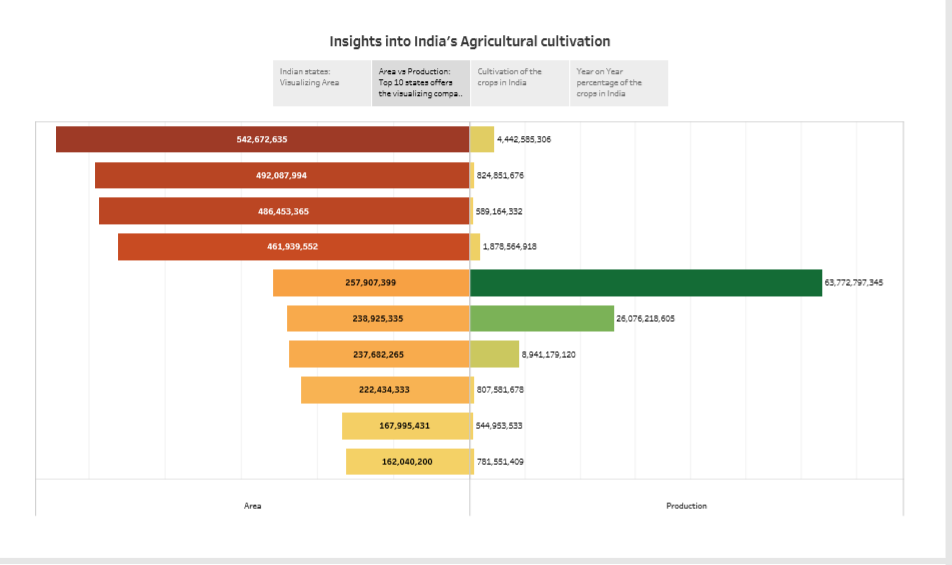 Insights into India's Agricultural cultivation
Indian states:
Visualizing Area
Area vs Production:
Top 10 states offers
the visualizing compa..
Cultivation of the
crops in India
Year on Year
percentage of the
crops in India
542,672,635 4,442,585,306
492,087,994 824,851,676
486,453,365 589,164,332
461,939,552 1,878,564,918
257,907,399 63,772,797,345
238,925,335 26,076,218,605
237,682,265 8,941,179,120
222,434,333 807,581,678
167,995,431 544,953,533
162,040,200 781,551,409
Area Production